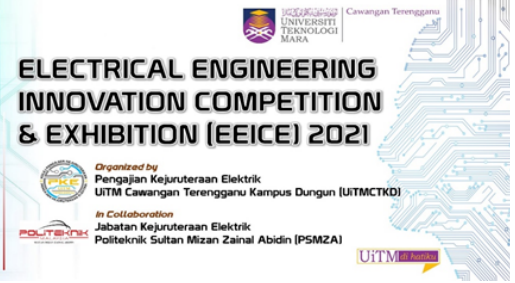 UNIVERSITI
TEKNOLOGI
MARA
Cawangan Terengganu
ELECTRICAL ENGINEERING
INNOVATION COMPETITION
& EXHIBITION (EEICE) 2021
Organized by
Pengajian Kejuruteraan Elektrik
UiTM Cawangan Terengganu Kampus Dungun (UiTMCTKD)
PKE
In Collaboration
Jabatan Kejuruteraan Elektrik
Politeknik Sultan Mizan Zainal Abidin (PSMZA)
POLITEKNIK
UiTM di hatiku